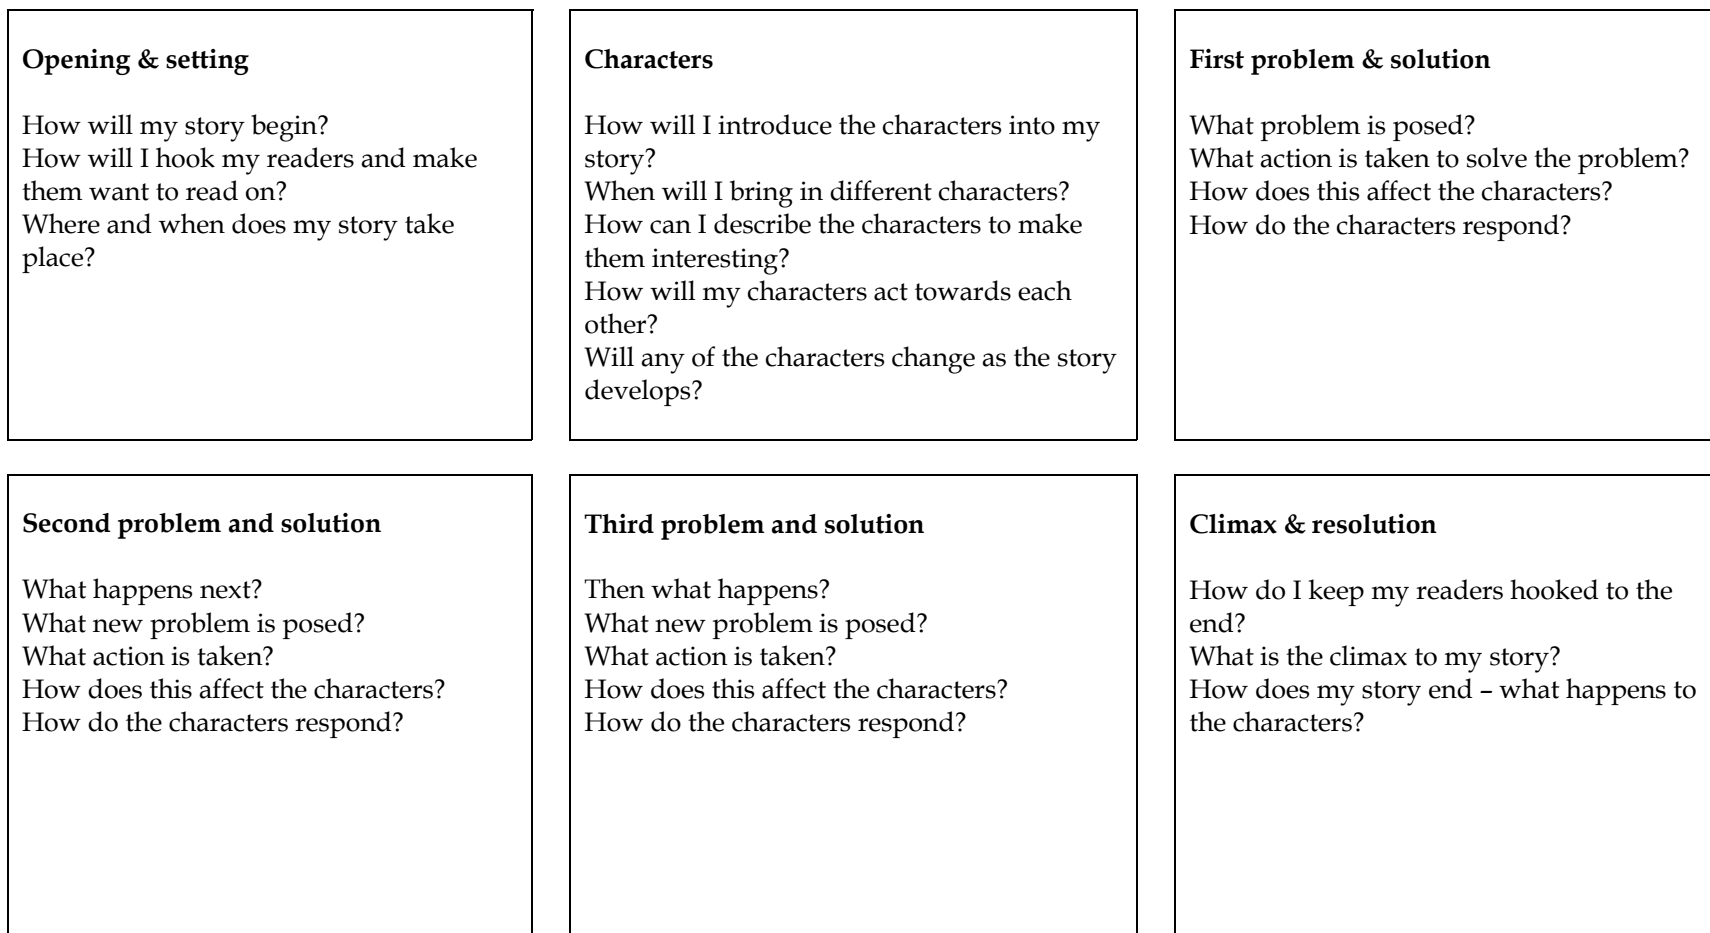 Opening & setting
How will my story begin?
How will I hook my readers and make
them want to read on?
Where and when does my story take
place?
Characters
How will I introduce the characters into my
story?
When will I bring in different characters?
How can I describe the characters to make
them interesting?
How will my characters act towards each
other?
Will any of the characters change as the story
develops?
First problem & solution
What problem is posed?
What action is taken to solve the problem?
How does this affect the characters?
How do the characters respond?
Second problem and solution
What happens next?
What new problem is posed?
What action is taken?
How does this affect the characters?
How do the characters respond?
Third problem and solution
Then what happens?
What new problem is posed?
What action is taken?
How does this affect the characters?
How do the characters respond?
Climax & resolution
How do I keep my readers hooked to the
end?
What is the climax to my story?
How does my story end – what happens to
the characters?